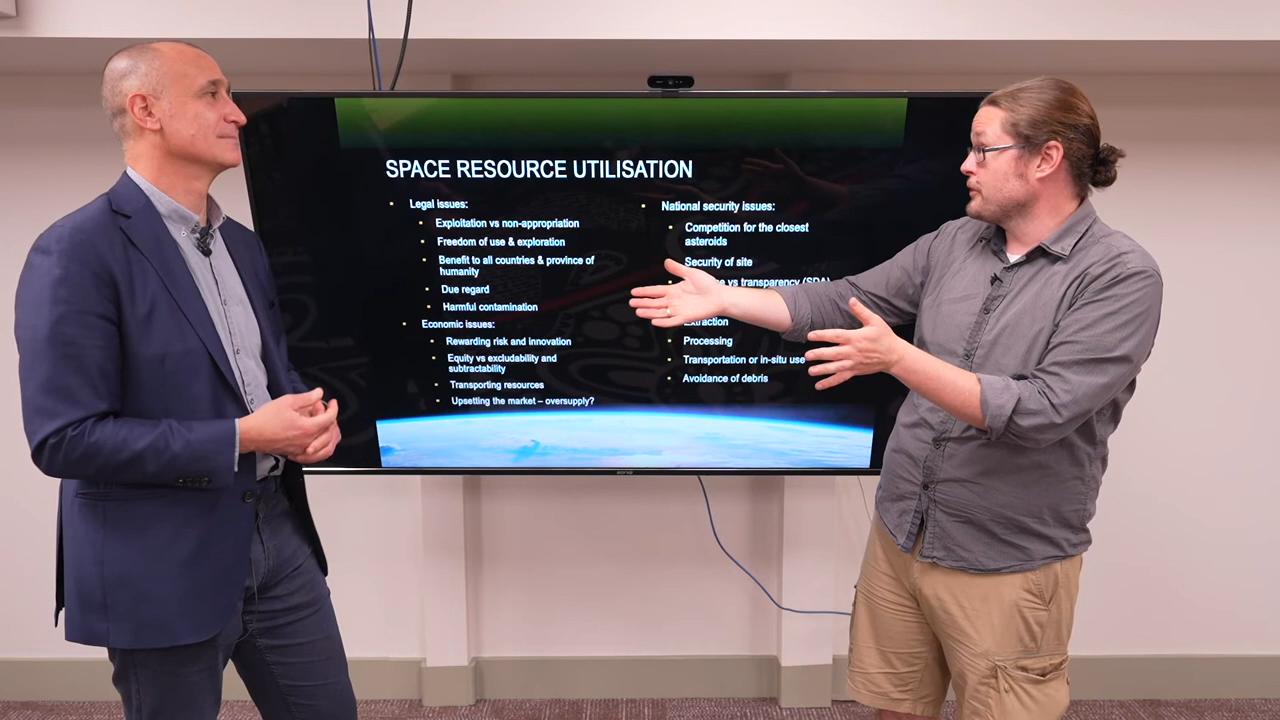 SPACE RESOURCE UTILISATION
Legal issues:
Exploitation vs non-appropriation
Freedom of use & exploration
Benefit to all countries & province of
humanity
Due regard
Harmful contamination
Economic issues:
Rewarding risk and innovation
Equity vs excludability and
subtractability
Transporting resources
Upsetting the market – oversupply?
National security issues:
Competition for the closest
asteroids
Security of site
vs transparency (SDA)
Extraction
Processing
Transportation or in-situ use
Avoidance of debris